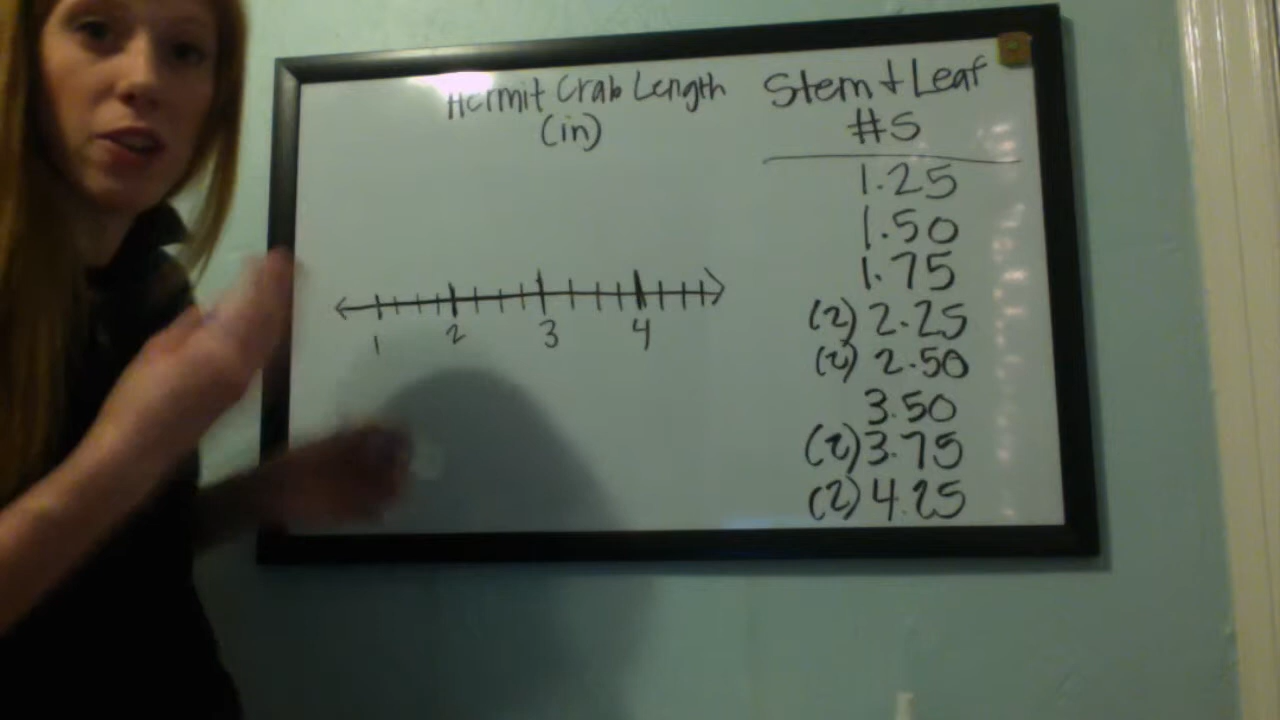 Hermit Crab Length
(in)
1 2 3 4
Stem + Leaf
#S
1.25
1.50
1.75
(2) 2.25
(2) 2.50
3.50
(2) 3.75
(2) 4.25